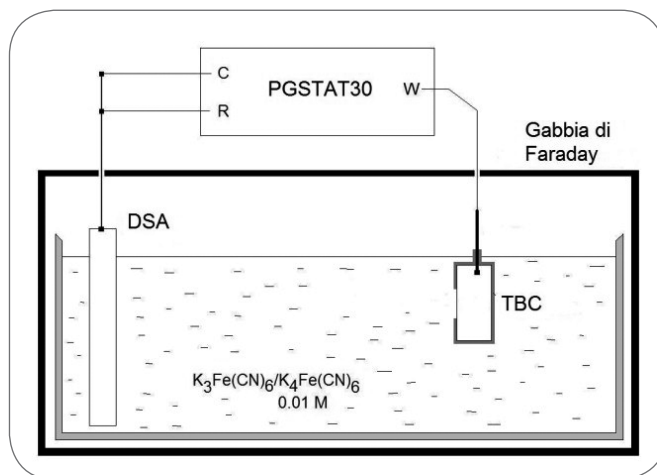 C
PGSTAT30
W
R
Gabbia di
Faraday
DSA
TBC
K3Fe(CN)6/K4Fe(CN)6
0.01 M